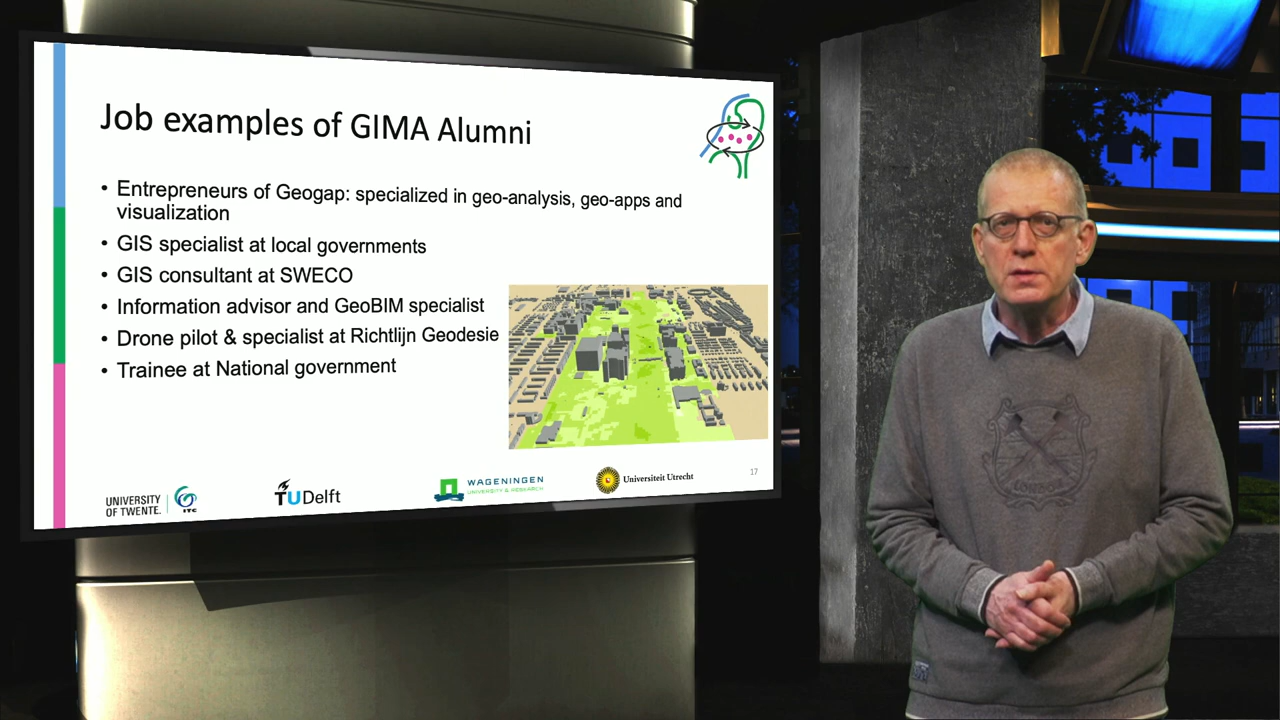 Job examples of GIMA Alumni
• Entrepreneurs of Geogap: specialized in geo-analysis, geo-apps and
visualization
• GIS specialist at local governments
• GIS consultant at SWECO
• Information advisor and GeoBIM specialist
• Drone pilot & specialist at Richtlijn Geodesie
• Trainee at National government
17
UNIVERSITY
OF TWENTE.
ITC
TUDelft
WAGENINGEN
UNIVERSITY & RESEARCH
Universiteit Utrecht